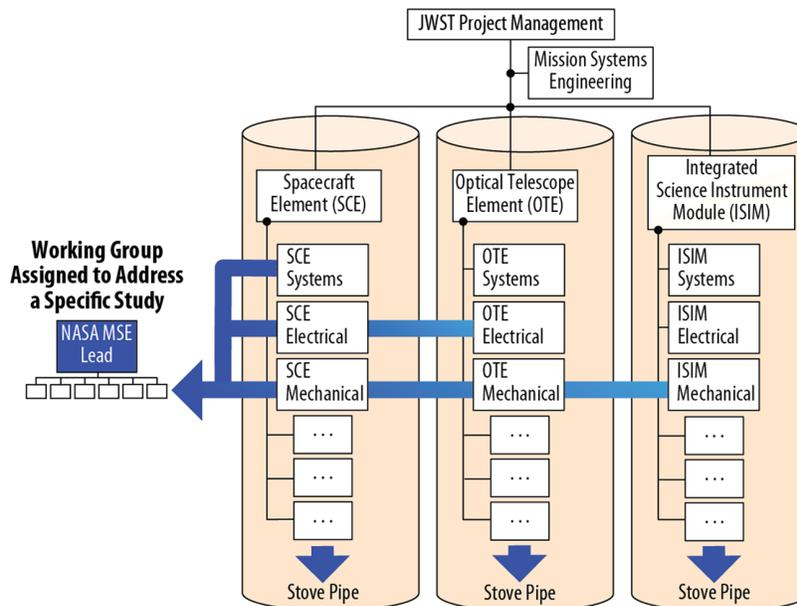 JWST Project Management
Mission Systems
Engineering
Spacecraft
Element (SCE)
Optical Telescope
Element (OTE)
Integrated
Science Instrument
Module (ISIM)
Working Group
Assigned to Address
a Specific Study
NASA MSE
Lead
SCE
Systems
OTE
Systems
ISIM
Systems
SCE
Electrical
OTE
Electrical
ISIM
Electrical
SCE
Mechanical
OTE
Mechanical
ISIM
Mechanical
...
...
...
...
...
...
...
...
...
Stove Pipe
Stove Pipe
Stove Pipe